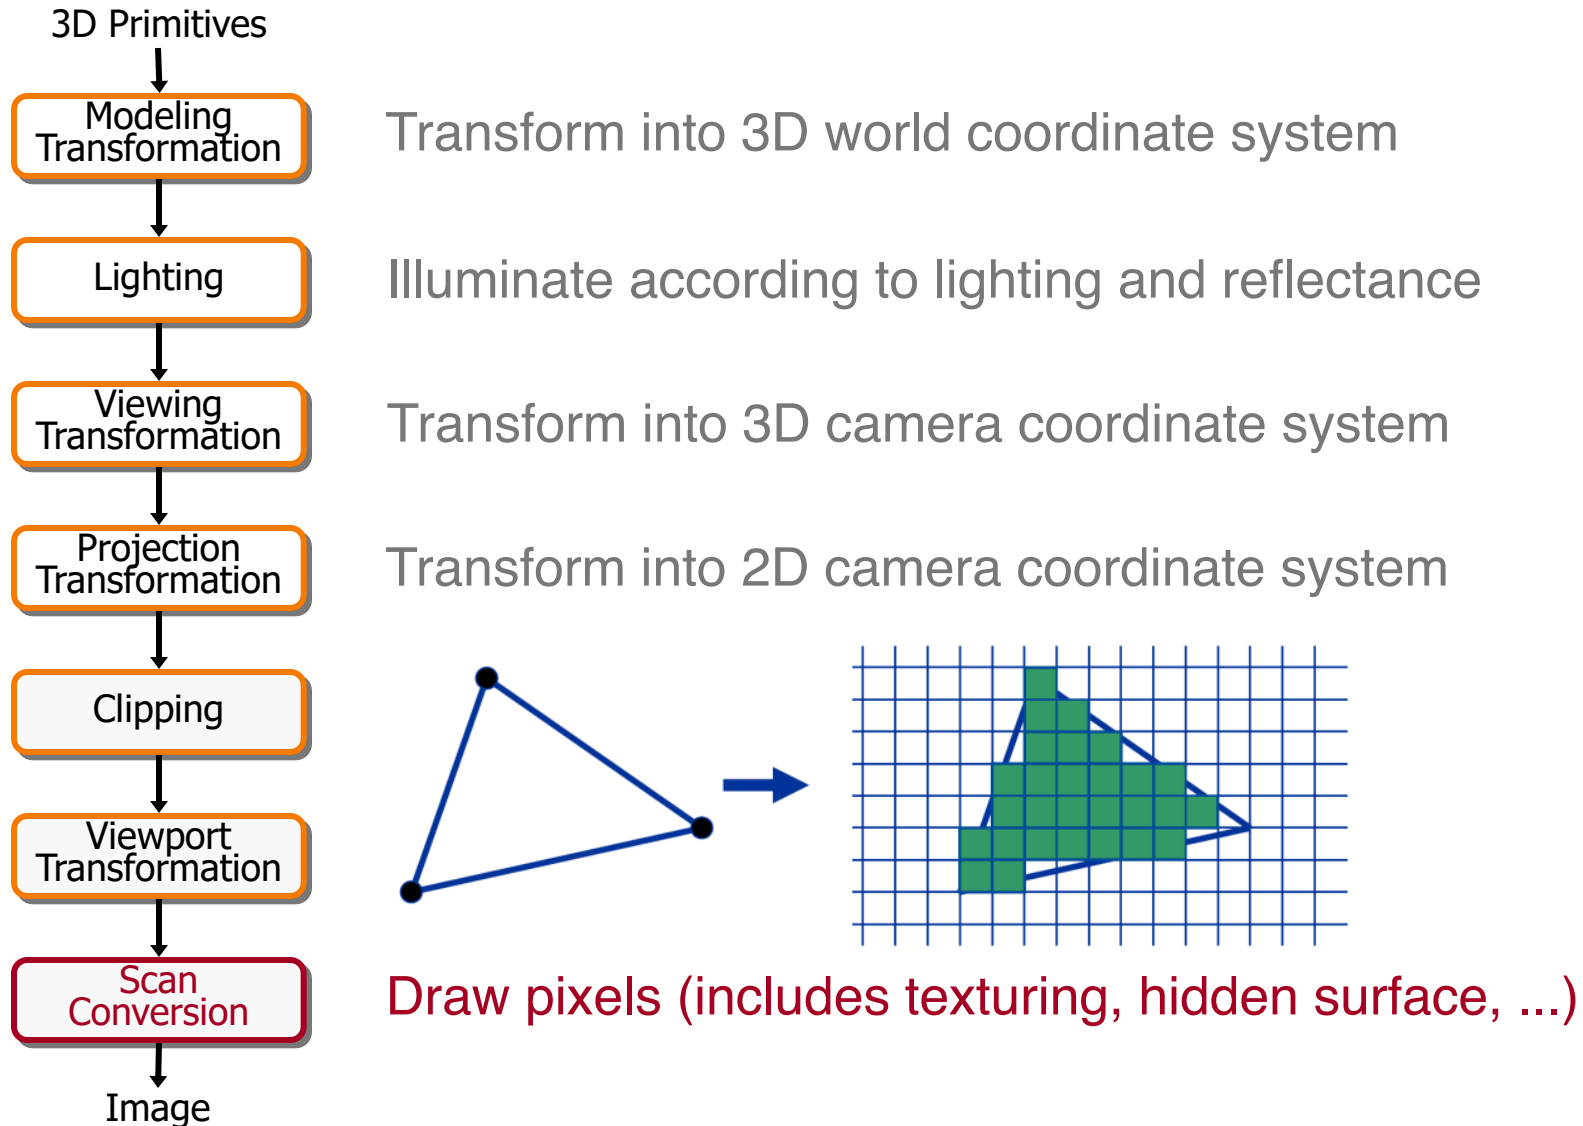 3D Primitives
Modeling
Transformation
Transform into 3D world coordinate system
Lighting
Illuminate according to lighting and reflectance
Viewing
Transformation
Transform into 3D camera coordinate system
Projection
Transformation
Transform into 2D camera coordinate system
Clipping
Viewport
Transformation
Scan
Conversion
Draw pixels (includes texturing, hidden surface, ...)
Image